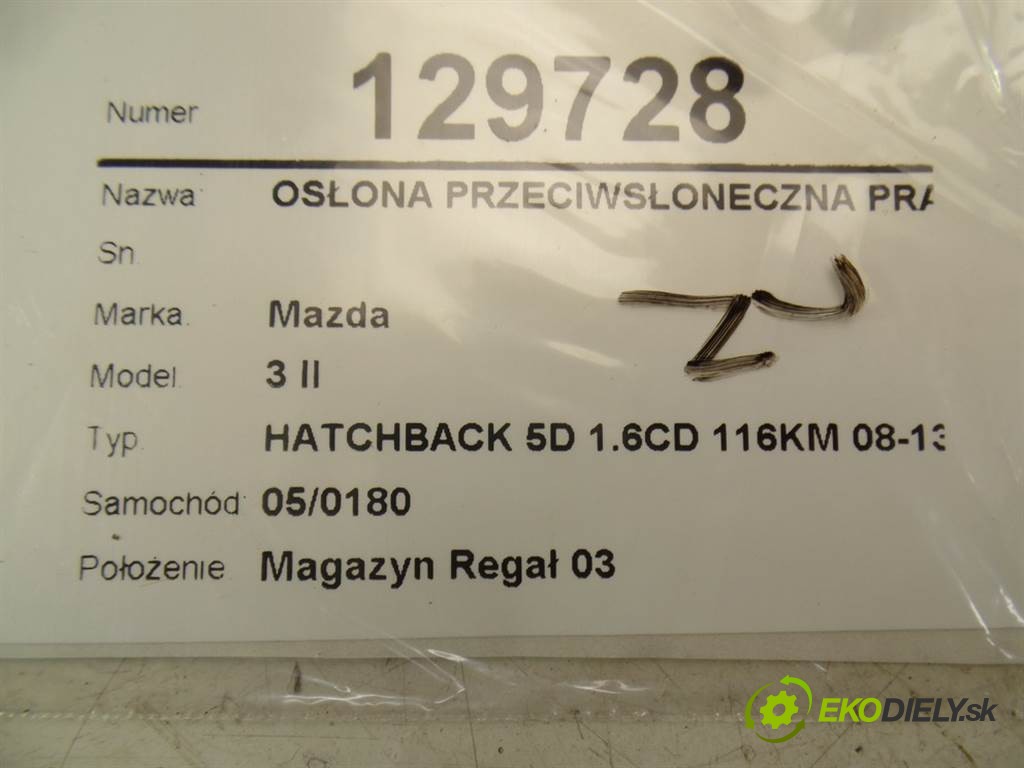 Numer 129728
Nazwa OSŁONA PRZECIWSŁONECZNA PRA
Sn
Marka Mazda
Model 3 II
Typ HATCHBACK 5D 1.6CD 116KM 08-13
Samochód 05/0180
Położenie Magazyn Regał 03
EKODIELY.sk